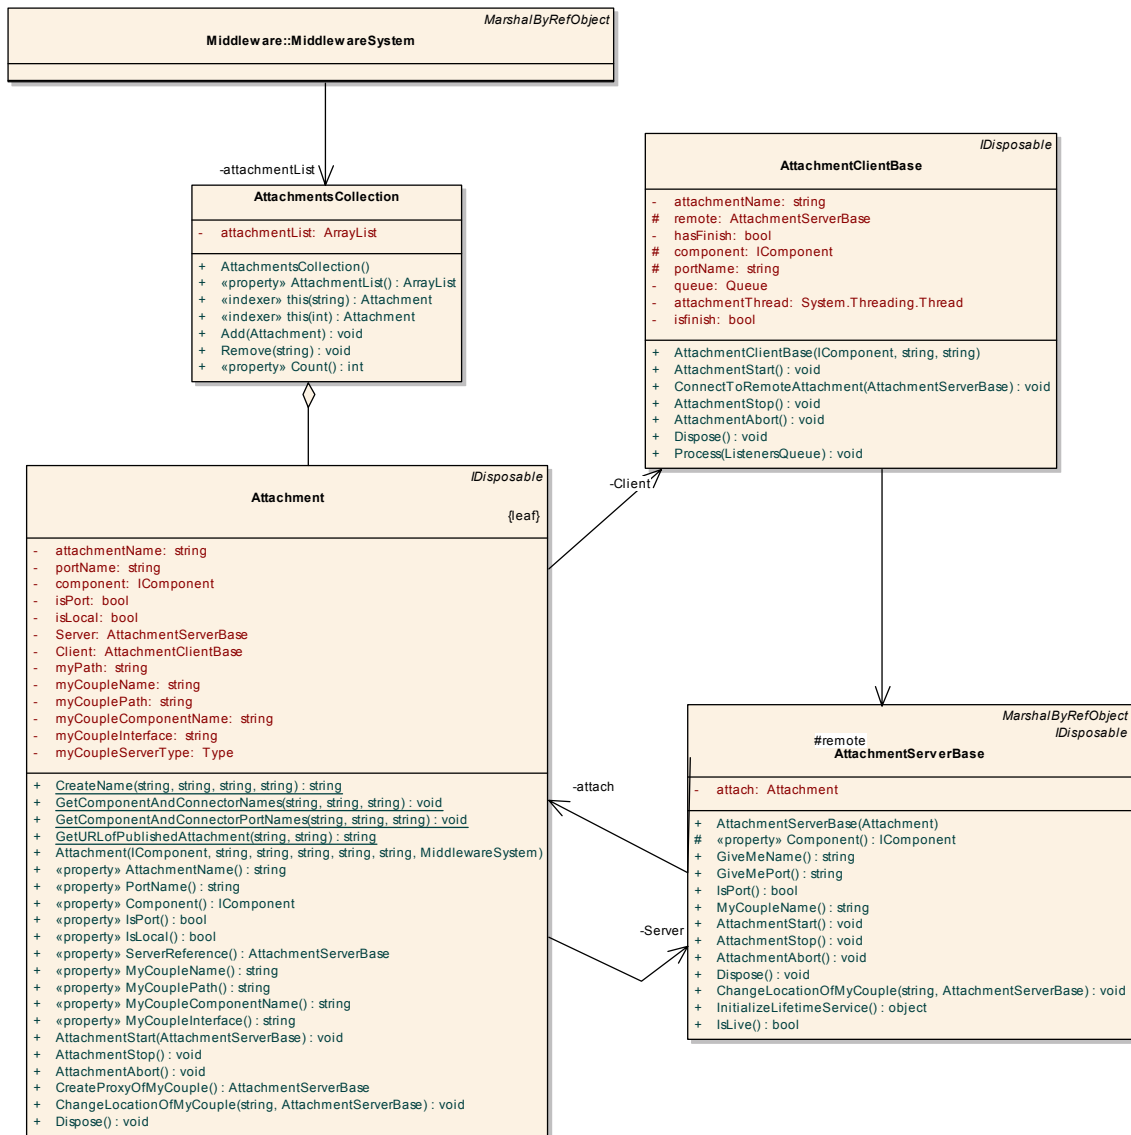 MarshalByRefObject
Middleware::MiddlewareSystem
-attachmentList
AttachmentsCollection
- attachmentList: ArrayList
+ AttachmentsCollection()
+ «property» AttachmentList() : ArrayList
+ «indexer» this(string) : Attachment
+ «indexer» this(int) : Attachment
+ Add(Attachment) : void
+ Remove(string) : void
+ «property» Count() : int
IDisposable
AttachmentClientBase
- attachmentName: string
# remote: AttachmentServerBase
- hasFinish: bool
# component: IComponent
# portName: string
- queue: Queue
- attachmentThread: System.Threading.Thread
- isfinish: bool
+ AttachmentClientBase(IComponent, string, string)
+ AttachmentStart() : void
+ ConnectToRemoteAttachment(AttachmentServerBase) : void
+ AttachmentStop() : void
+ AttachmentAbort() : void
+ Dispose() : void
+ Process(ListenersQueue) : void
-Client
IDisposable
Attachment
{leaf}
- attachmentName: string
- portName: string
- component: IComponent
- isPort: bool
- isLocal: bool
- Server: AttachmentServerBase
- Client: AttachmentClientBase
- myPath: string
- myCoupleName: string
- myCouplePath: string
- myCoupleComponentName: string
- myCoupleInterface: string
- myCoupleServerType: Type
+ CreateName(string, string, string, string) : string
+ GetComponentAndConnectorNames(string, string, string) : void
+ GetComponentAndConnectorPortNames(string, string, string) : void
+ GetURLofPublishedAttachment(string, string) : string
+ Attachment(IComponent, string, string, string, string, string, MiddlewareSystem)
+ «property» AttachmentName() : string
+ «property» PortName() : string
+ «property» Component() : IComponent
+ «property» IsPort() : bool
+ «property» IsLocal() : bool
+ «property» ServerReference() : AttachmentServerBase
+ «property» MyCoupleName() : string
+ «property» MyCouplePath() : string
+ «property» MyCoupleComponentName() : string
+ «property» MyCoupleInterface() : string
+ AttachmentStart(AttachmentServerBase) : void
+ AttachmentStop() : void
+ AttachmentAbort() : void
+ CreateProxyOfMyCouple() : AttachmentServerBase
+ ChangeLocationOfMyCouple(string, AttachmentServerBase) : void
+ Dispose() : void
-attach
-Server
MarshalByRefObject
IDisposable
#remote
AttachmentServerBase
- attach: Attachment
+ AttachmentServerBase(Attachment)
# «property» Component() : IComponent
+ GiveMeName() : string
+ GiveMePort() : string
+ IsPort() : bool
+ MyCoupleName() : string
+ AttachmentStart() : void
+ AttachmentStop() : void
+ AttachmentAbort() : void
+ Dispose() : void
+ ChangeLocationOfMyCouple(string, AttachmentServerBase) : void
+ InitializeLifetimeService() : object
+ IsLive() : bool